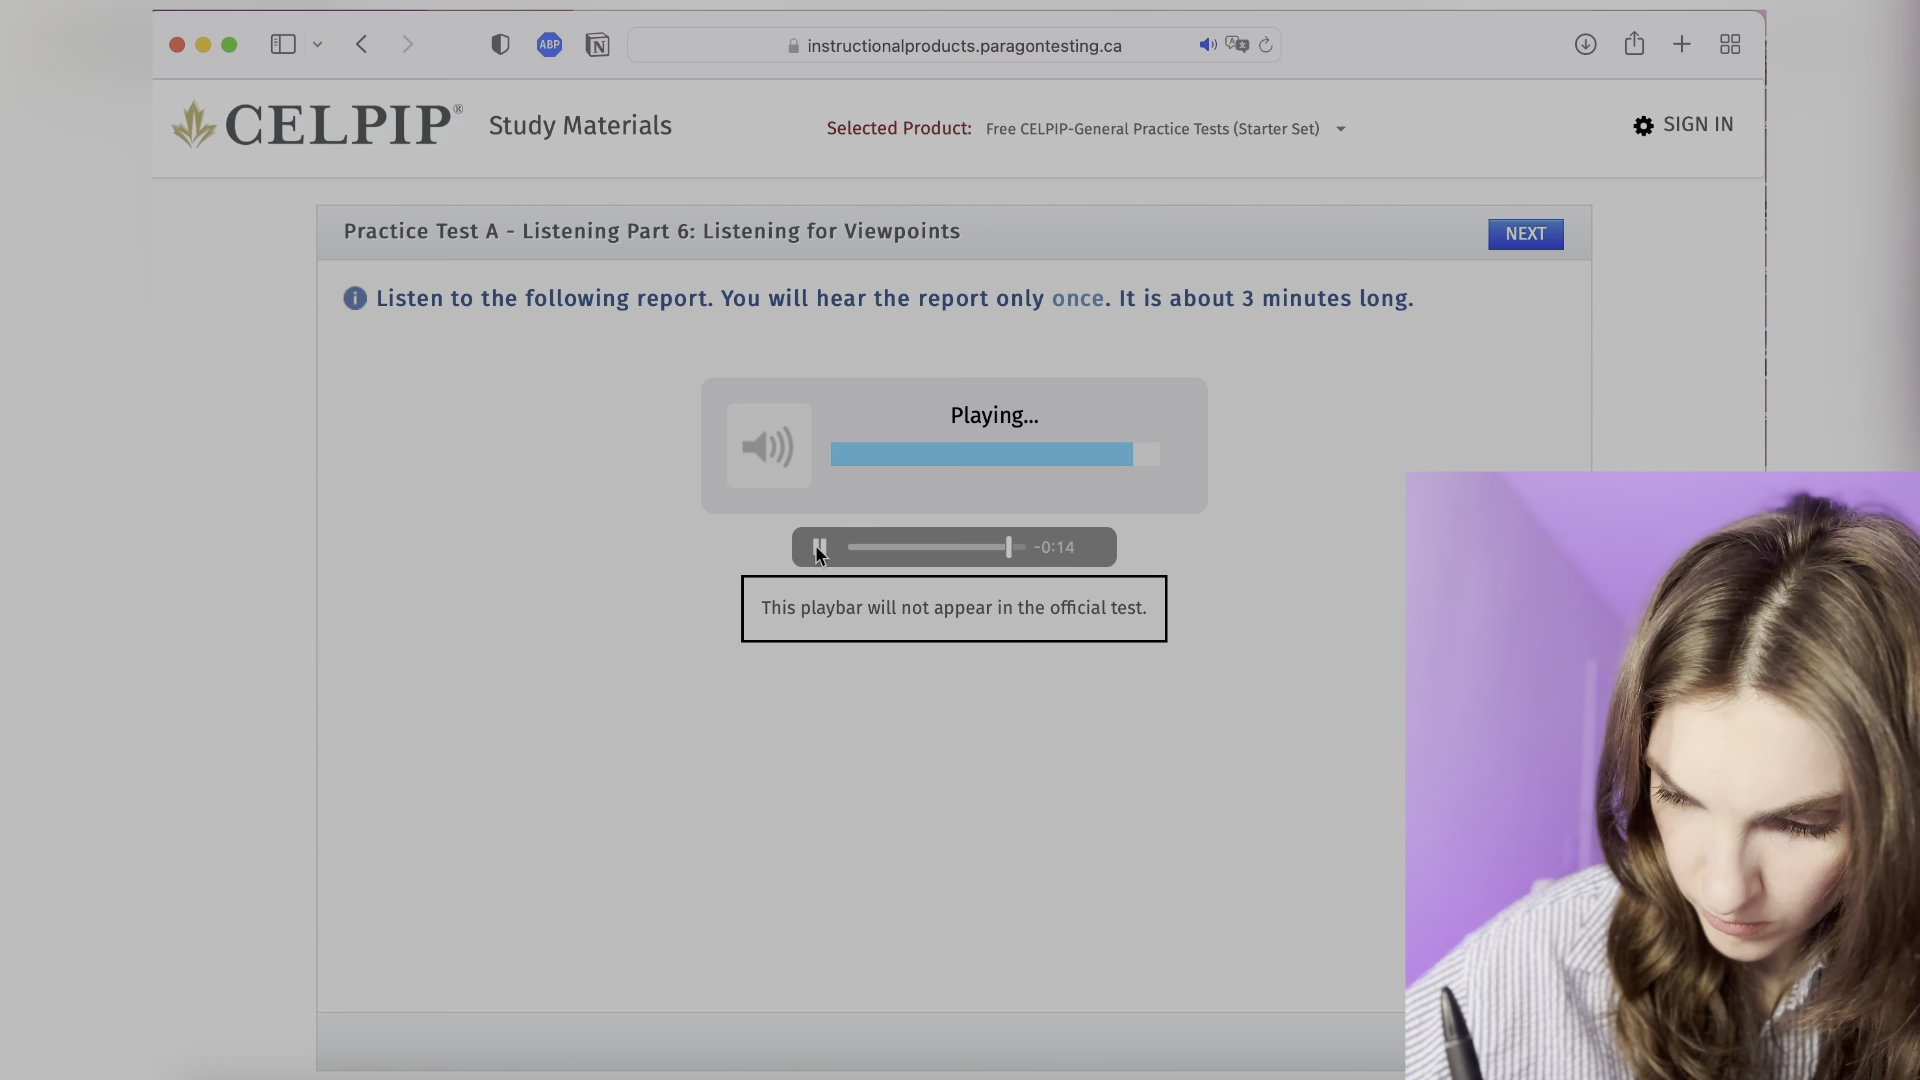 ABP
N
instructionalproducts.paragontesting.ca
CELPIP®
Study Materials
Selected Product: Free CELPIP-General Practice Tests (Starter Set)
SIGN IN
Practice Test A - Listening Part 6: Listening for Viewpoints
NEXT
Listen to the following report. You will hear the report only once. It is about 3 minutes long.
Playing...
-0:14
This playbar will not appear in the official test.